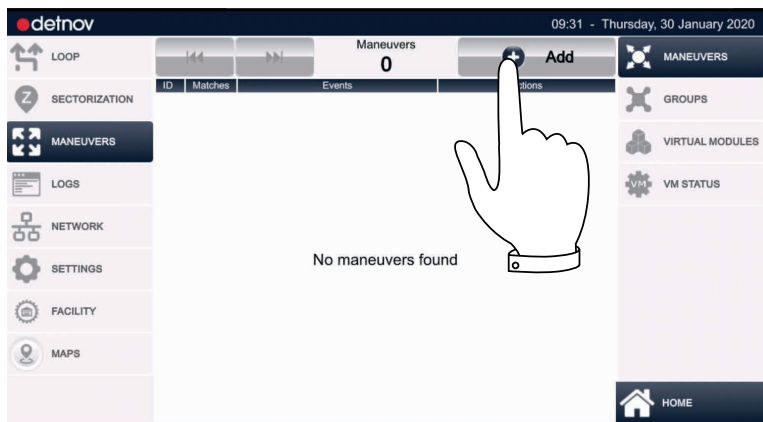 detnov
09:31 - Thursday, 30 January 2020
LOOP
SECTORIZATION
MANEUVERS
LOGS
NETWORK
SETTINGS
FACILITY
MAPS
Maneuvers
0
Add
ID Matches Events
No maneuvers found
MANEUVERS
GROUPS
VIRTUAL MODULES
VM STATUS
HOME
Z
VM